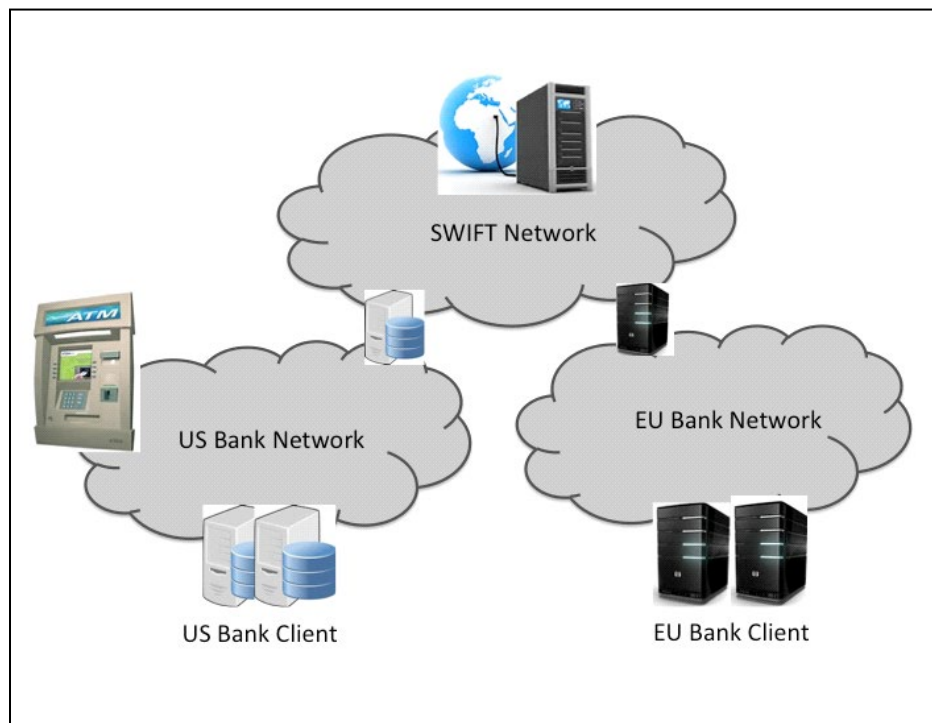 SWIFT Network
ATM
US Bank Network
EU Bank Network
US Bank Client
EU Bank Client